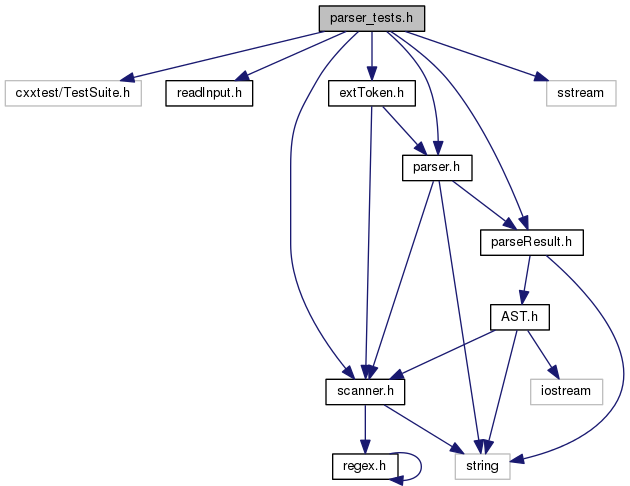 parser_tests.h
cxxtest/TestSuite.h
readInput.h
extToken.h
sstream
parser.h
parseResult.h
AST.h
scanner.h
iostream
regex.h
string